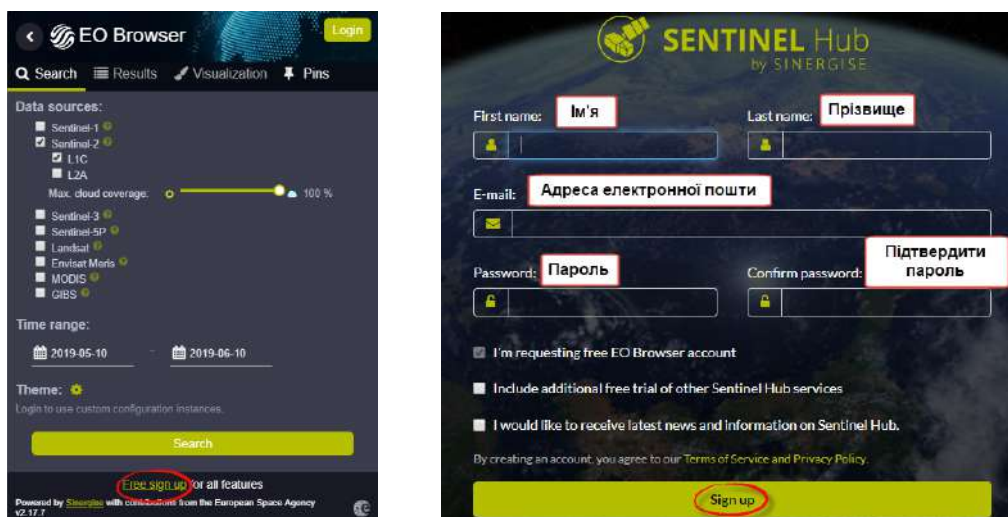 EO Browser
Login
Search Results Visualization Pins
Data sources:
Sentinel-1
Sentinel-2
L1C
L2A
Max. cloud coverage: 100 %
Sentinel-3
Sentinel-5P
Landsat
Envisat Meris
MODIS
GIBS
Time range:
2019-05-10 - 2019-06-10
Theme:
Login to use custom configuration instances.
Search
Free sign up for all features
Powered by Sinergise with contributions from the European Space Agency
v2.17.7
SENTINEL Hub
by SINERGISE
First name: Ім'я
Last name: Прізвище
E-mail: Адреса електронної пошти
Password: Пароль
Confirm password: Підтвердити
пароль
I'm requesting free EO Browser account
Include additional free trial of other Sentinel Hub services
I would like to receive latest news and information on Sentinel Hub.
By creating an account, you agree to our Terms of Service and Privacy Policy.
Sign up